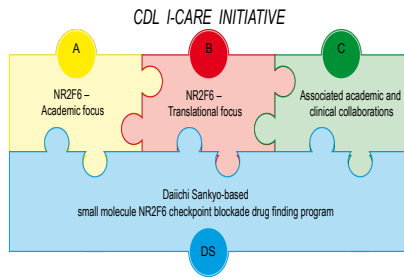 CDL I-CARE INITIATIVE
A
B
C
NR2F6 –
Academic focus
NR2F6 –
Translational focus
Associated academic and
clinical collaborations
Daiichi Sankyo-based
small molecule NR2F6 checkpoint blockade drug finding program
DS